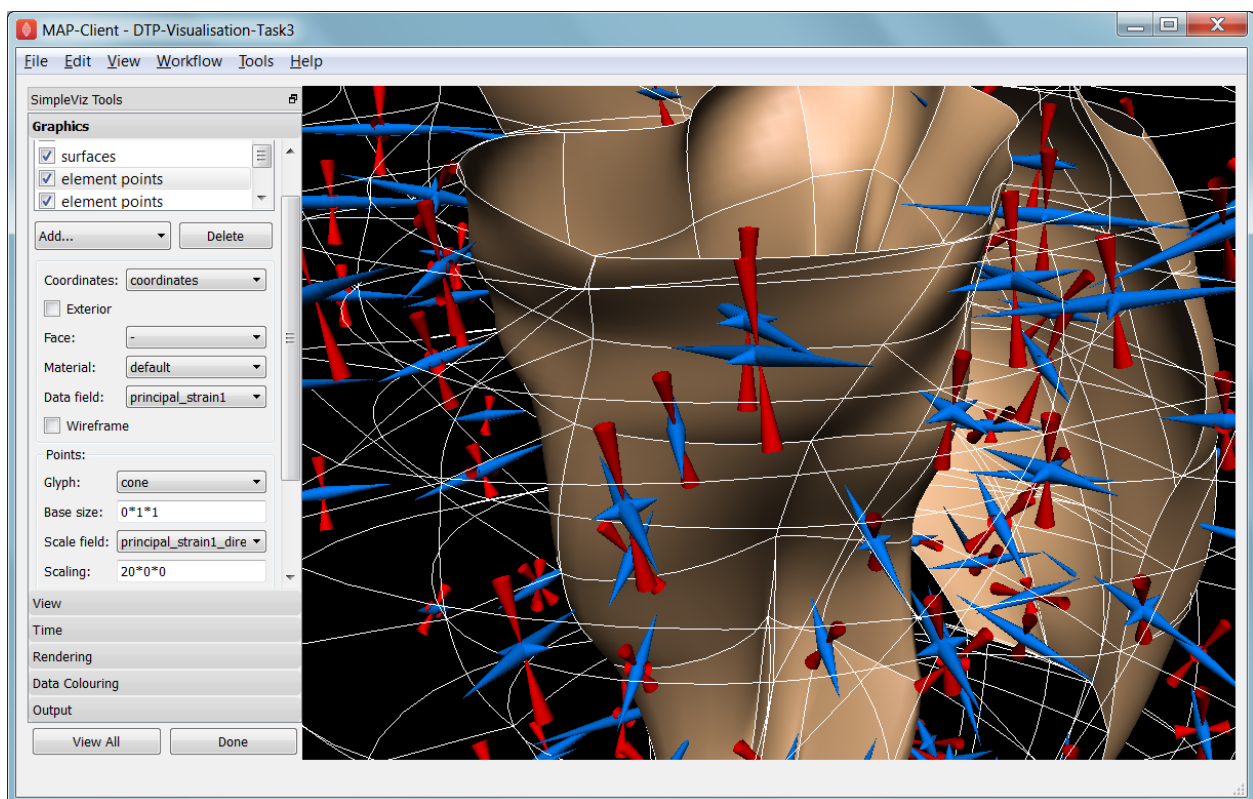 MAP-Client - DTP-Visualisation-Task3
File Edit View Workflow Tools Help
SimpleViz Tools
Graphics
surfaces
element points
element points
Add... Delete
Coordinates: coordinates
Exterior
Face: -
Material: default
Data field: principal_strain1
Wireframe
Points:
Glyph: cone
Base size: 0*1*1
Scale field: principal_strain1_dire
Scaling: 20*0*0
View
Time
Rendering
Data Colouring
Output
View All Done